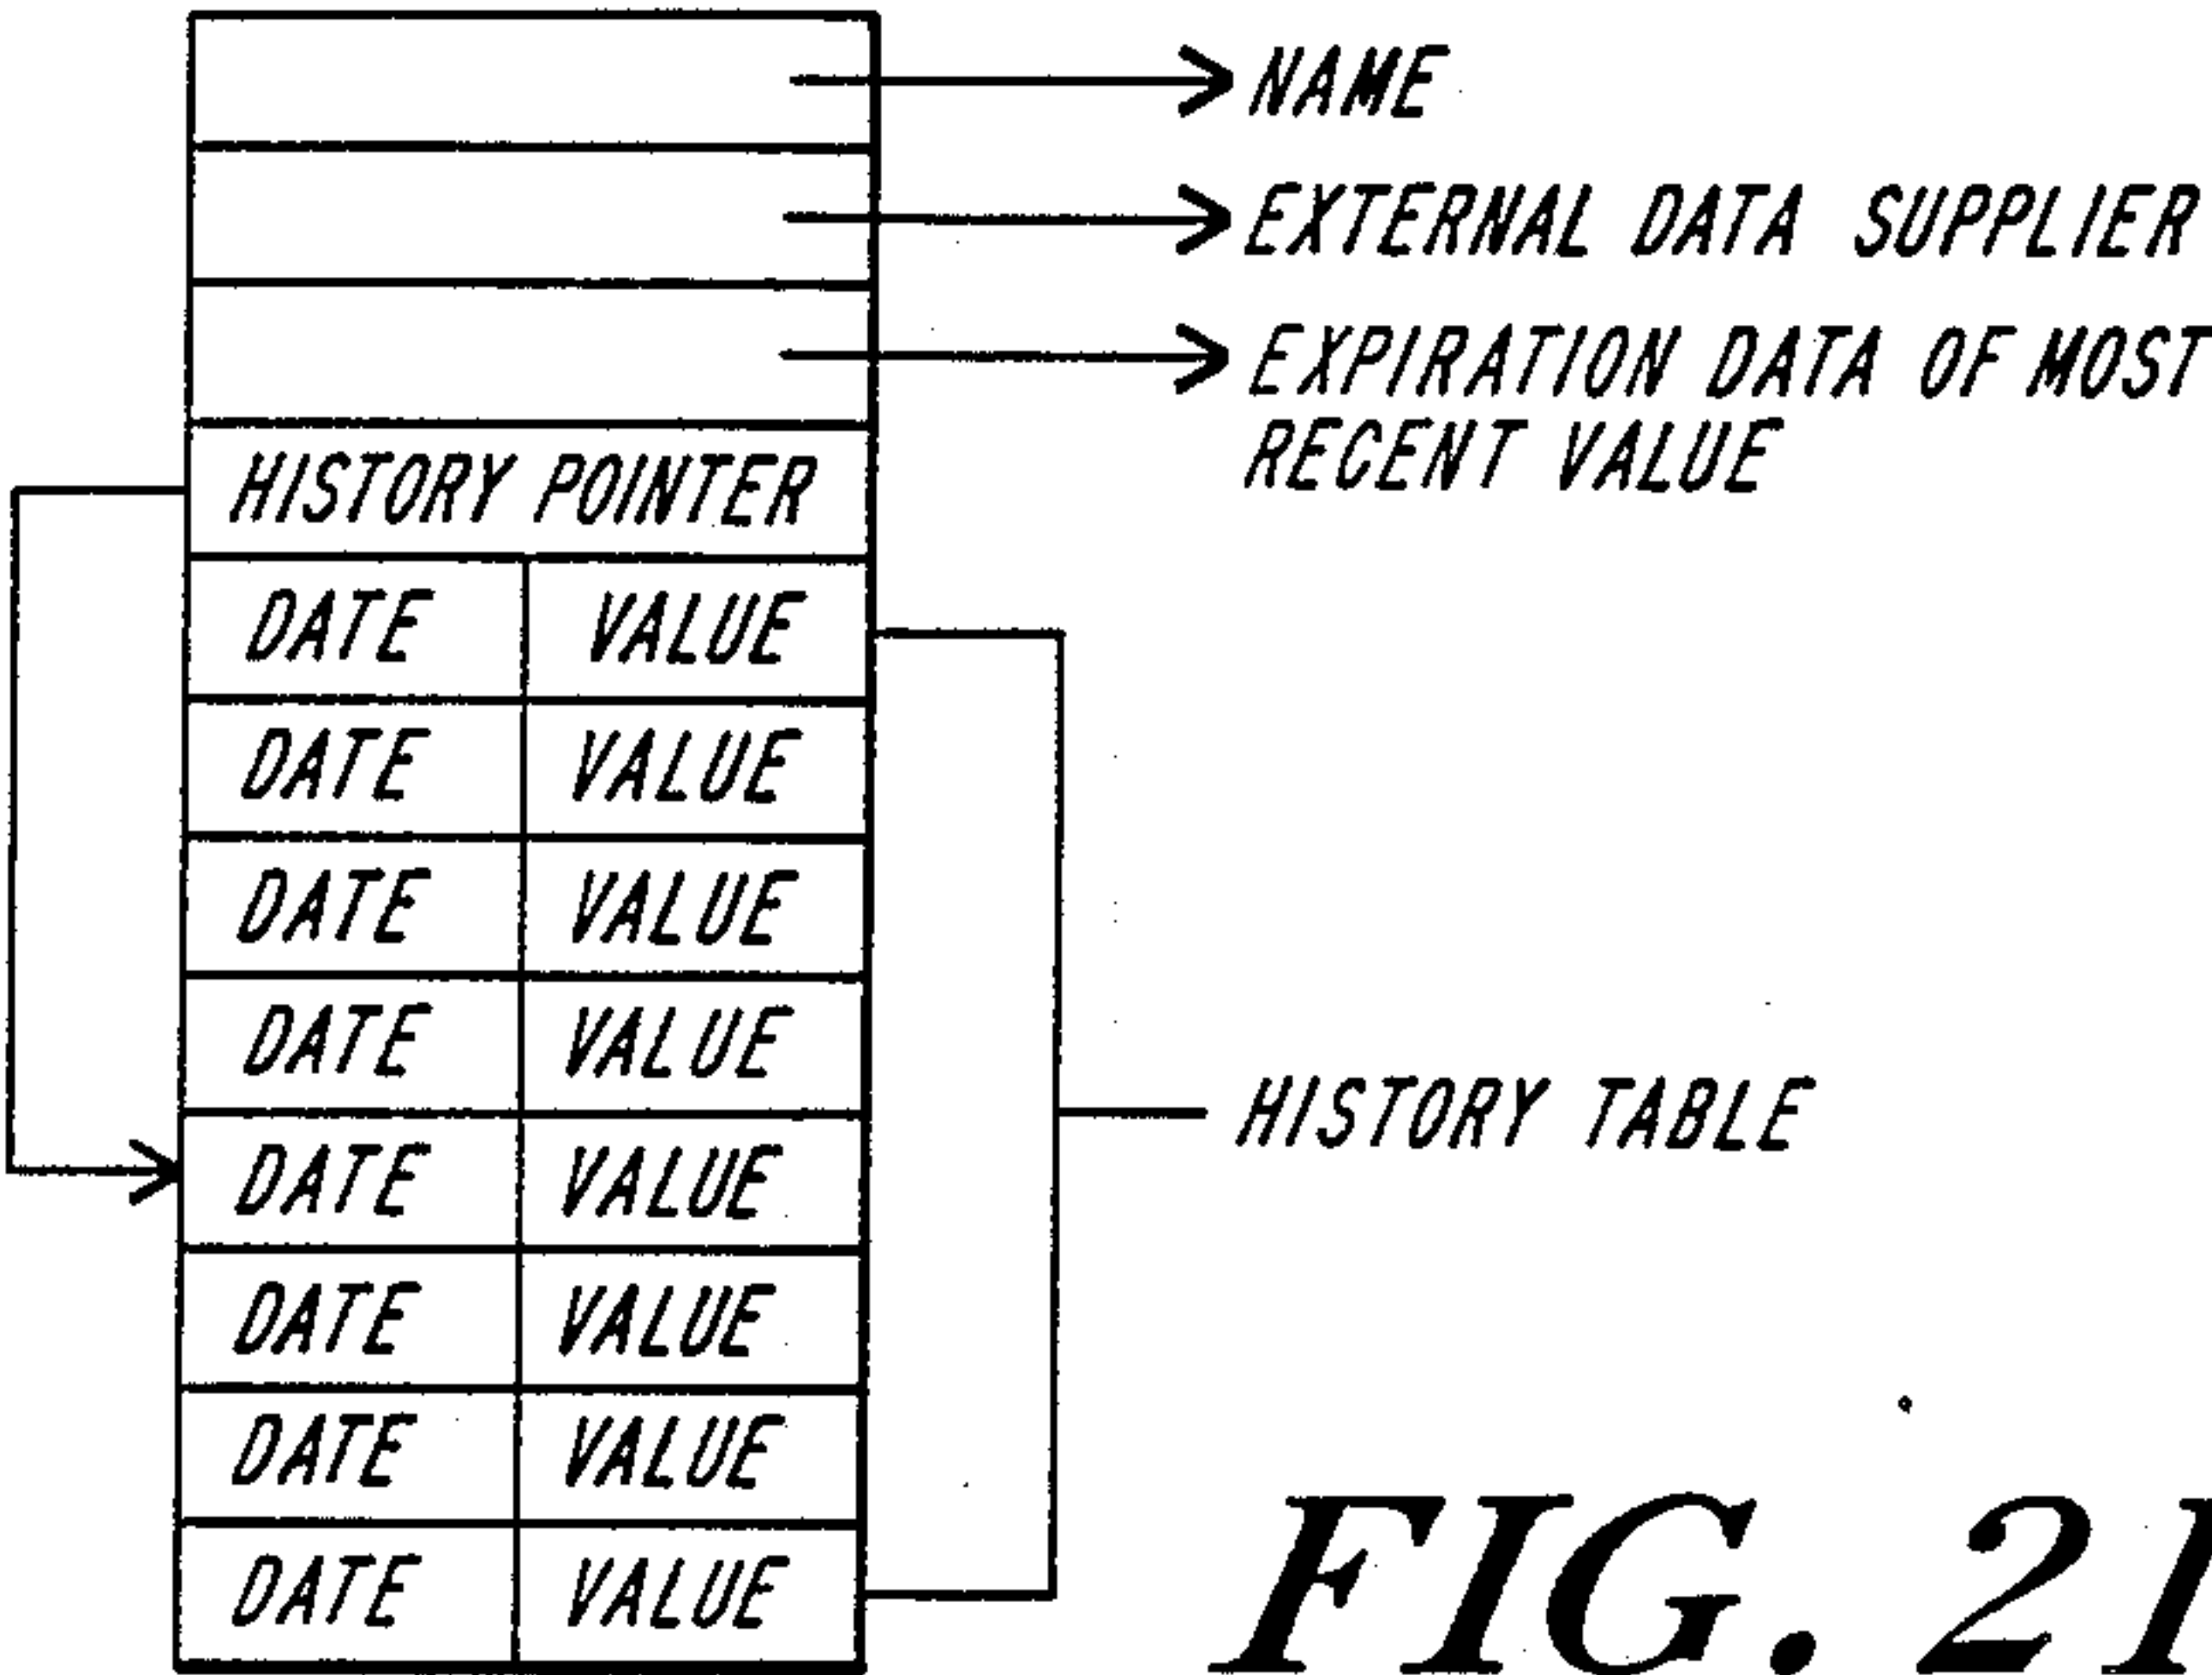 NAME
EXTERNAL DATA SUPPLIER
EXPIRATION DATA OF MOST
RECENT VALUE
HISTORY POINTER
DATE VALUE
DATE VALUE
DATE VALUE
DATE VALUE
DATE VALUE
DATE VALUE
DATE VALUE
DATE VALUE
HISTORY TABLE
FIG. 21